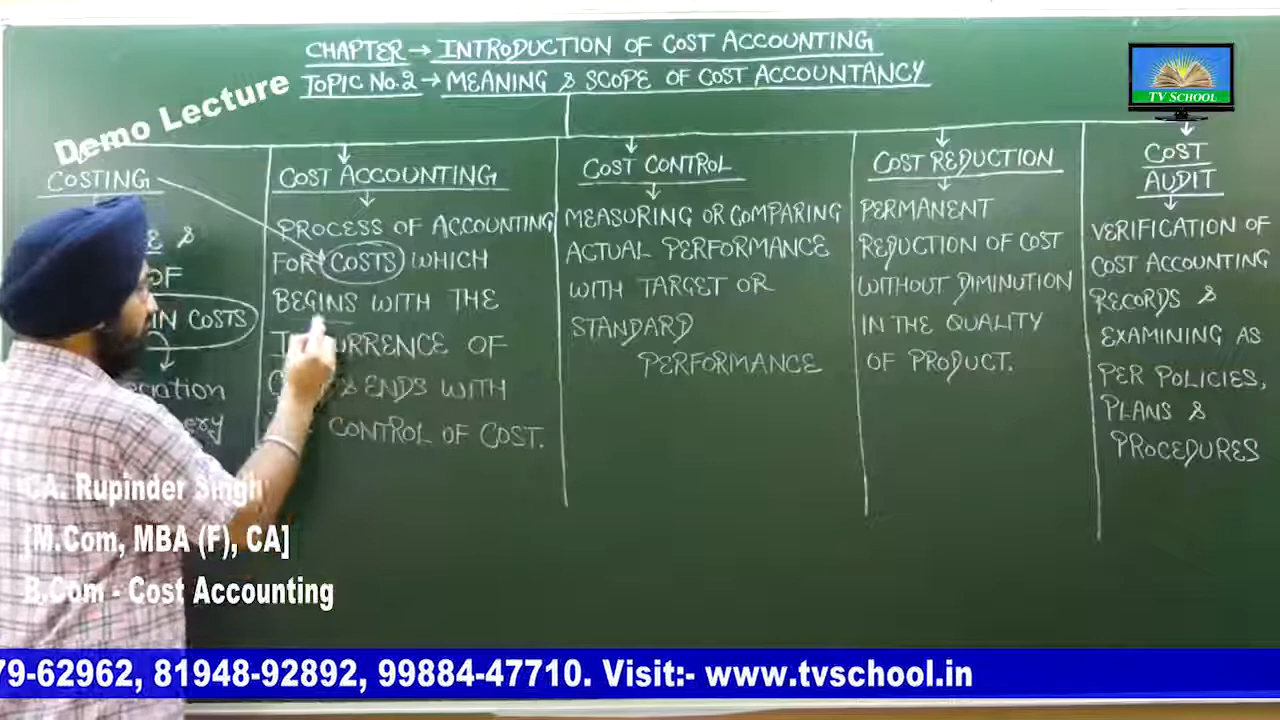 CHAPTER → INTRODUCTION OF COST ACCOUNTING
TOPIC NO.2 → MEANING & SCOPE OF COST ACCOUNTANCY
Demo Lecture
TV SCHOOL
COSTING
&
OF
IN COSTS
COST ACCOUNTING
PROCESS OF ACCOUNTING
FOR COSTS WHICH
BEGINS WITH THE
OF
& ENDS WITH
CONTROL OF COST.
COST CONTROL
MEASURING OR COMPARING
ACTUAL PERFORMANCE
WITH TARGET OR
STANDARD
PERFORMANCE
COST REDUCTION
PERMANENT
REDUCTION OF COST
WITHOUT DIMINUTION
IN THE QUALITY
OF PRODUCT.
COST
AUDIT
VERIFICATION OF
COST ACCOUNTING
RECORDS &
EXAMINING AS
PER POLICIES,
PLANS &
PROCEDURES
CA. Rupinder Singh
[M.Com, MBA (F), CA]
B.Com - Cost Accounting
79-62962, 81948-92892, 99884-47710. Visit:- www.tvschool.in